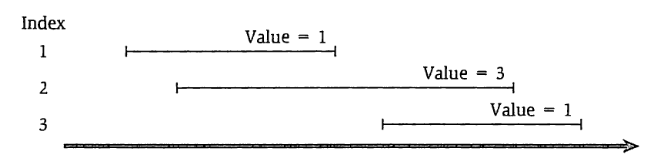 Index
Value = 1
1
Value = 3
2
Value = 1
3